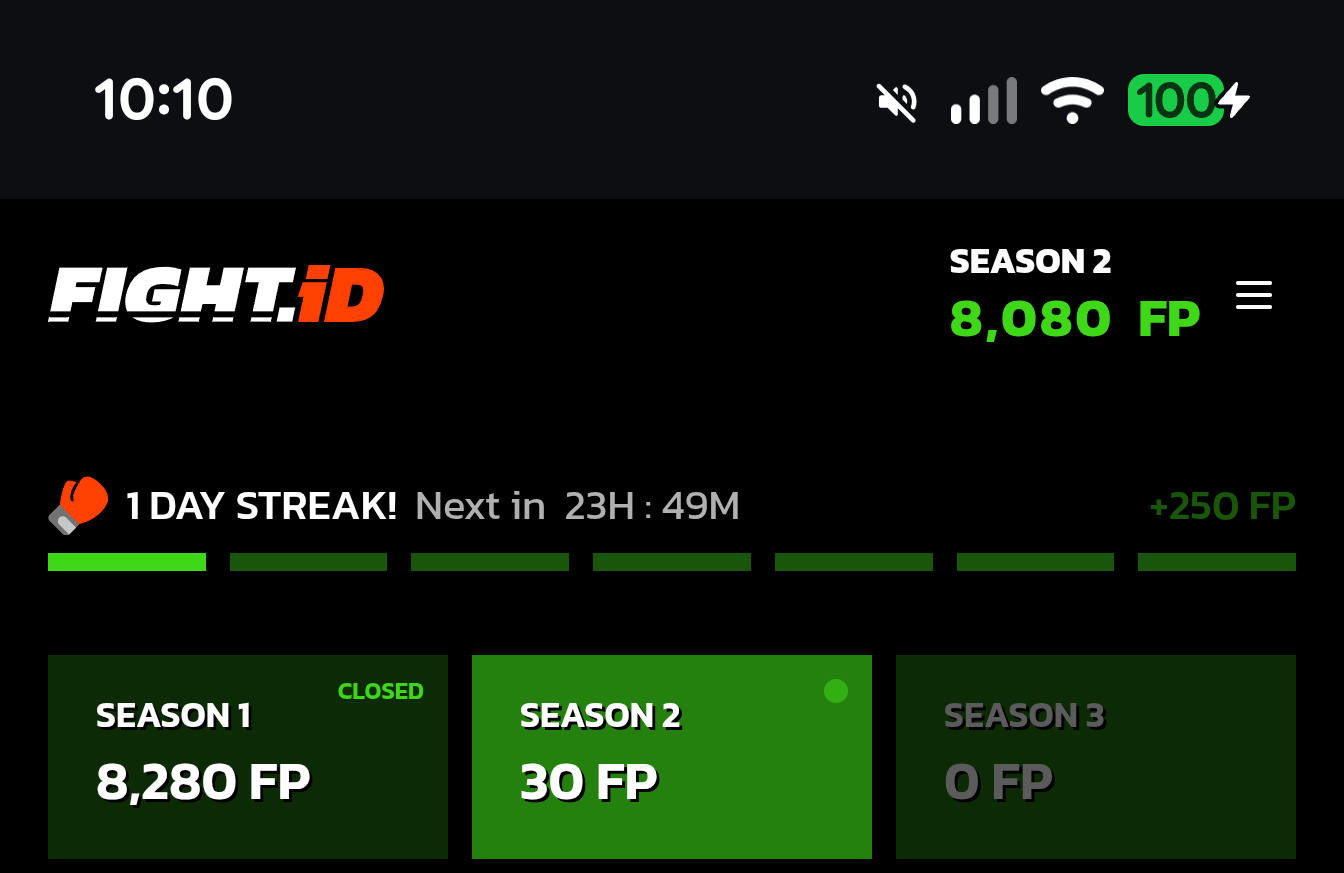 10:10
100
FIGHT.iD
SEASON 2
8,080 FP
1 DAY STREAK! Next in 23H : 49M
+250 FP
CLOSED
SEASON 1
8,280 FP
SEASON 2
30 FP
SEASON 3
0 FP